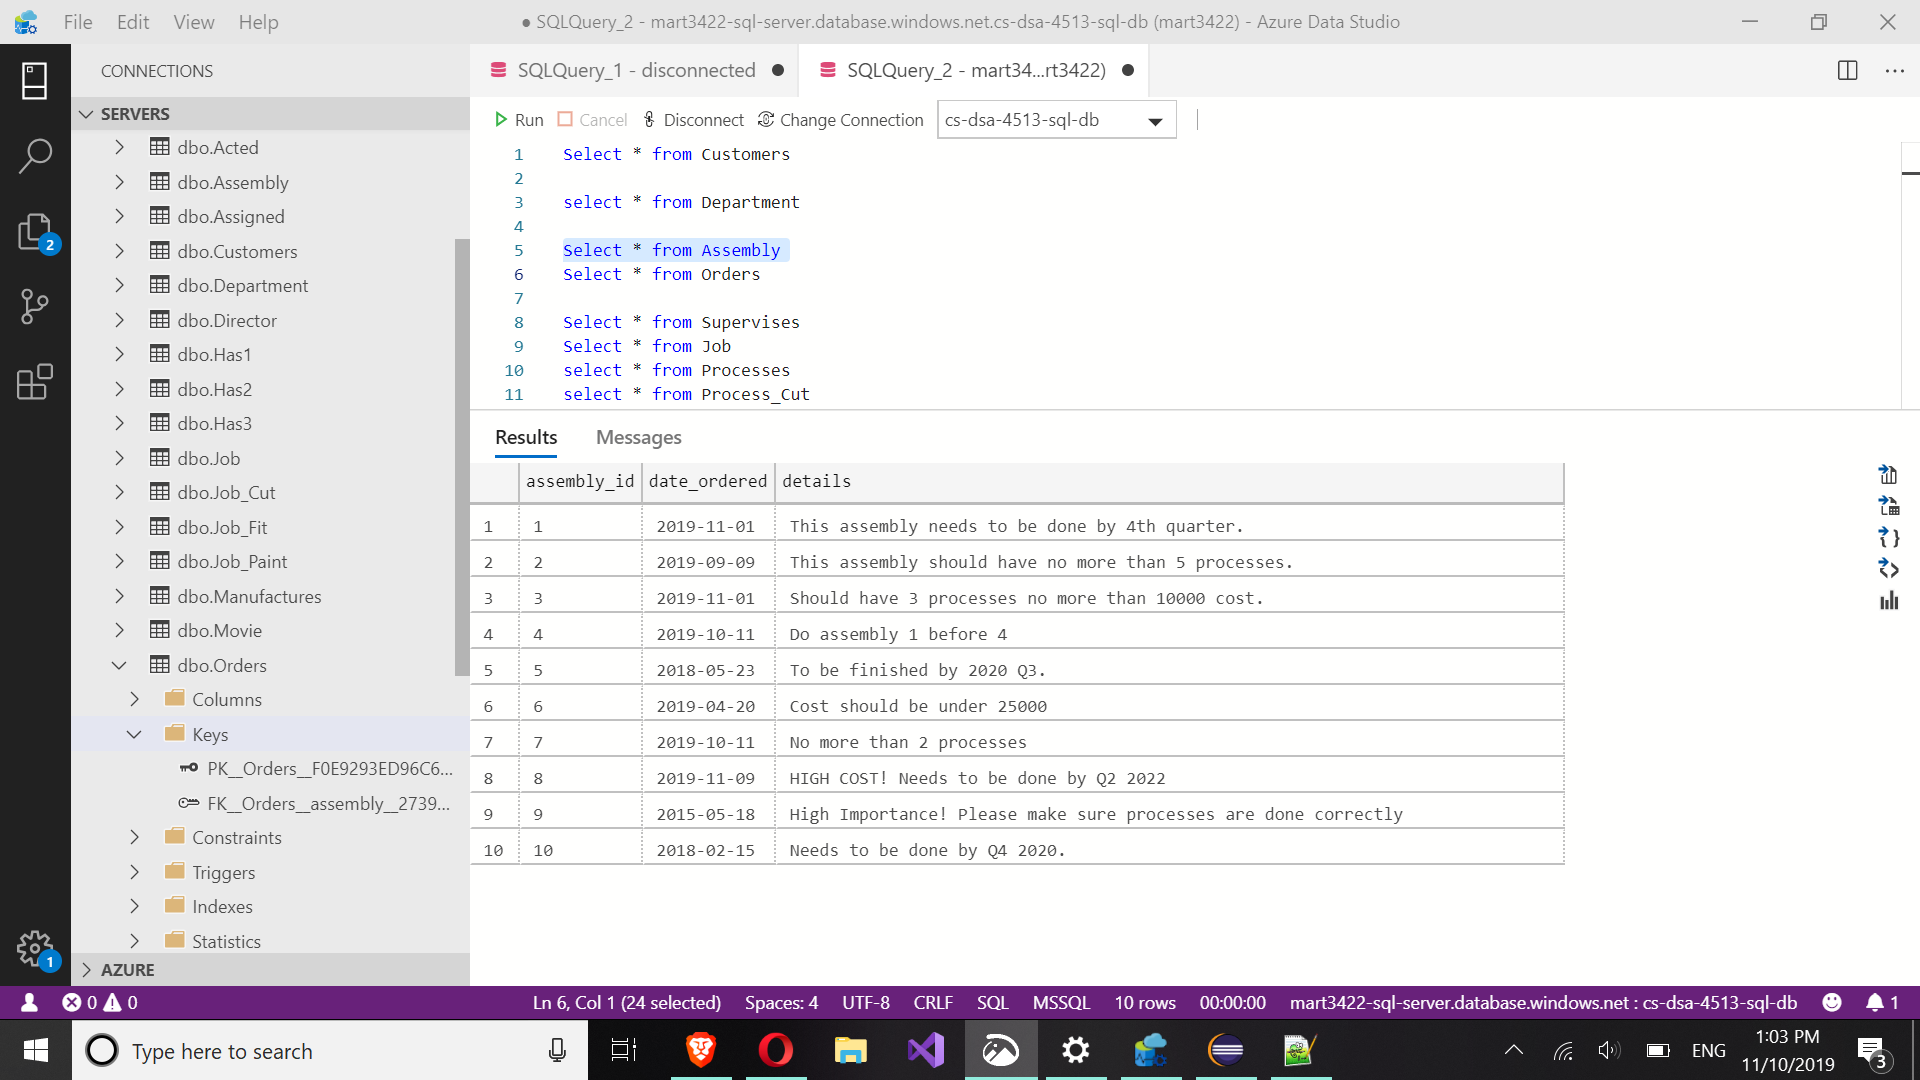 File Edit View Help
● SQLQuery_2 - mart3422-sql-server.database.windows.net.cs-dsa-4513-sql-db (mart3422) - Azure Data Studio
CONNECTIONS
SQLQuery_1 - disconnected
SQLQuery_2 - mart34...rt3422)
SERVERS
dbo.Acted
dbo.Assembly
dbo.Assigned
dbo.Customers
dbo.Department
dbo.Director
dbo.Has1
dbo.Has2
dbo.Has3
dbo.Job
dbo.Job_Cut
dbo.Job_Fit
dbo.Job_Paint
dbo.Manufactures
dbo.Movie
dbo.Orders
Columns
Keys
PK__Orders__F0E9293ED96C6...
FK__Orders__assembly__2739...
Constraints
Triggers
Indexes
Statistics
AZURE
2
1
Run Cancel Disconnect Change Connection cs-dsa-4513-sql-db
1 Select * from Customers
2
3 select * from Department
4
5 Select * from Assembly
6 Select * from Orders
7
8 Select * from Supervises
9 Select * from Job
10 select * from Processes
11 select * from Process_Cut
Results Messages
assembly_id date_ordered details
1 1 2019-11-01 This assembly needs to be done by 4th quarter.
2 2 2019-09-09 This assembly should have no more than 5 processes.
3 3 2019-11-01 Should have 3 processes no more than 10000 cost.
4 4 2019-10-11 Do assembly 1 before 4
5 5 2018-05-23 To be finished by 2020 Q3.
6 6 2019-04-20 Cost should be under 25000
7 7 2019-10-11 No more than 2 processes
8 8 2019-11-09 HIGH COST! Needs to be done by Q2 2022
9 9 2015-05-18 High Importance! Please make sure processes are done correctly
10 10 2018-02-15 Needs to be done by Q4 2020.
0 0 Ln 6, Col 1 (24 selected) Spaces: 4 UTF-8 CRLF SQL MSSQL 10 rows 00:00:00 mart3422-sql-server.database.windows.net : cs-dsa-4513-sql-db 1
Type here to search
ENG
1:03 PM
11/10/2019
3